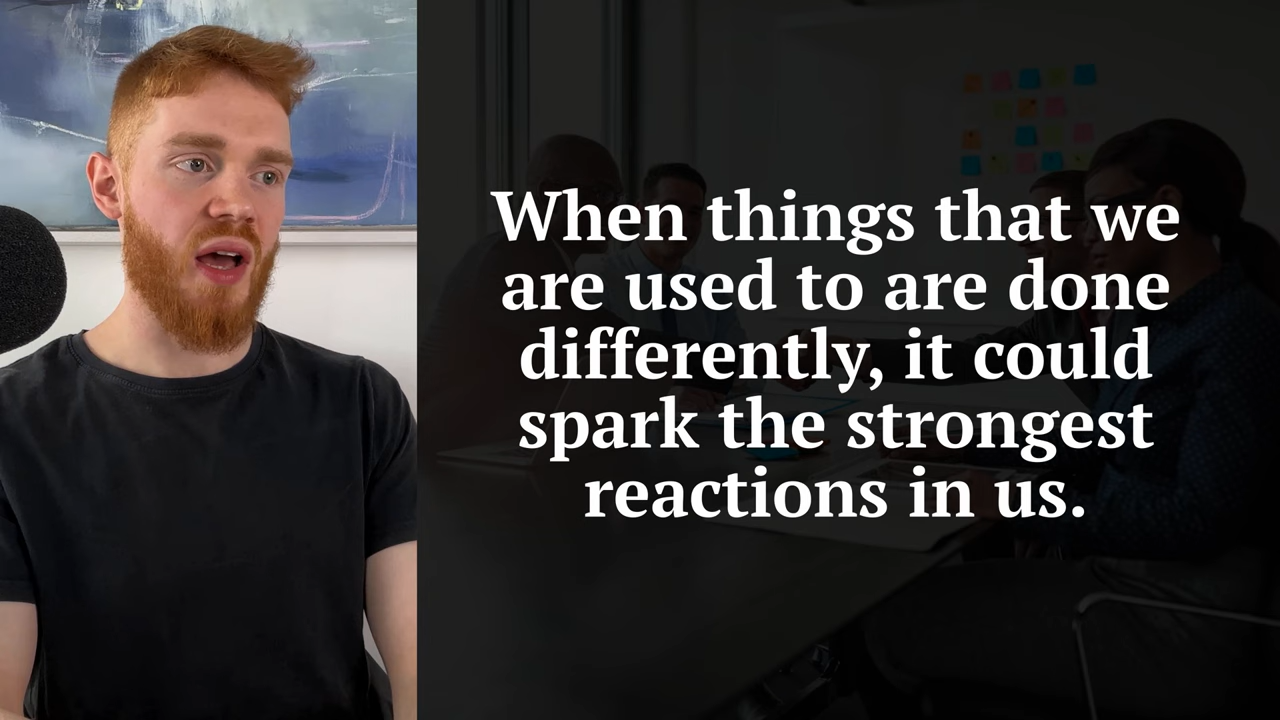 When things that we
are used to are done
differently, it could
spark the strongest
reactions in us.